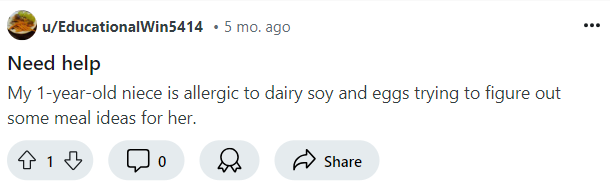 u/EducationalWin5414 • 5 mo. ago
Need help
My 1-year-old niece is allergic to dairy soy and eggs trying to figure out
some meal ideas for her.
1 0 Share